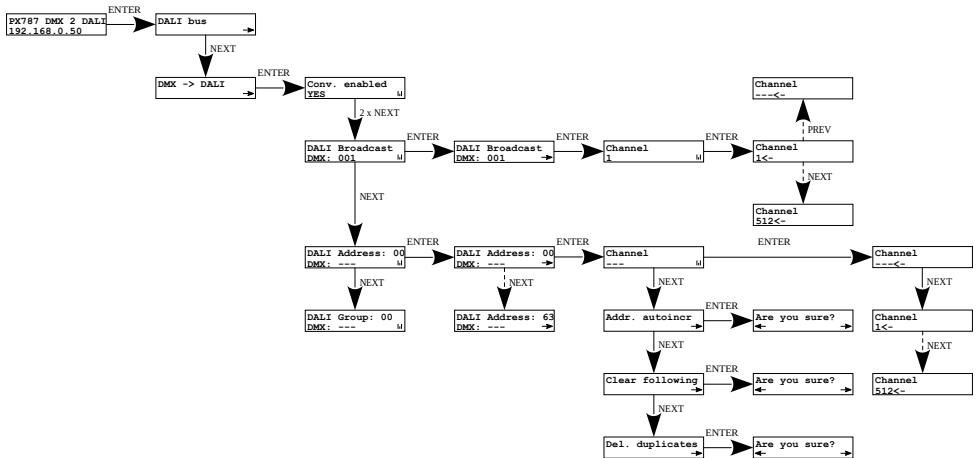 PX787 DMX 2 DALI
192.168.0.50
ENTER
DALI bus
NEXT
DMX -> DALI
ENTER
Conv. enabled
YES
2 x NEXT
Channel
---<-
PREV
DALI Broadcast
DMX: 001
ENTER
DALI Broadcast
DMX: 001
ENTER
Channel
1
ENTER
Channel
1<-
NEXT
NEXT
Channel
512<-
DALI Address: 00
DMX: ---
ENTER
DALI Address: 00
DMX: ---
ENTER
Channel
---
ENTER
Channel
---<-
NEXT
NEXT
NEXT
NEXT
DALI Group: 00
DMX: ---
DALI Address: 63
DMX: ---
Addr. autoincr
ENTER
Are you sure?
Channel
1<-
NEXT
NEXT
Clear following
ENTER
Are you sure?
Channel
512<-
NEXT
Del. duplicates
ENTER
Are you sure?